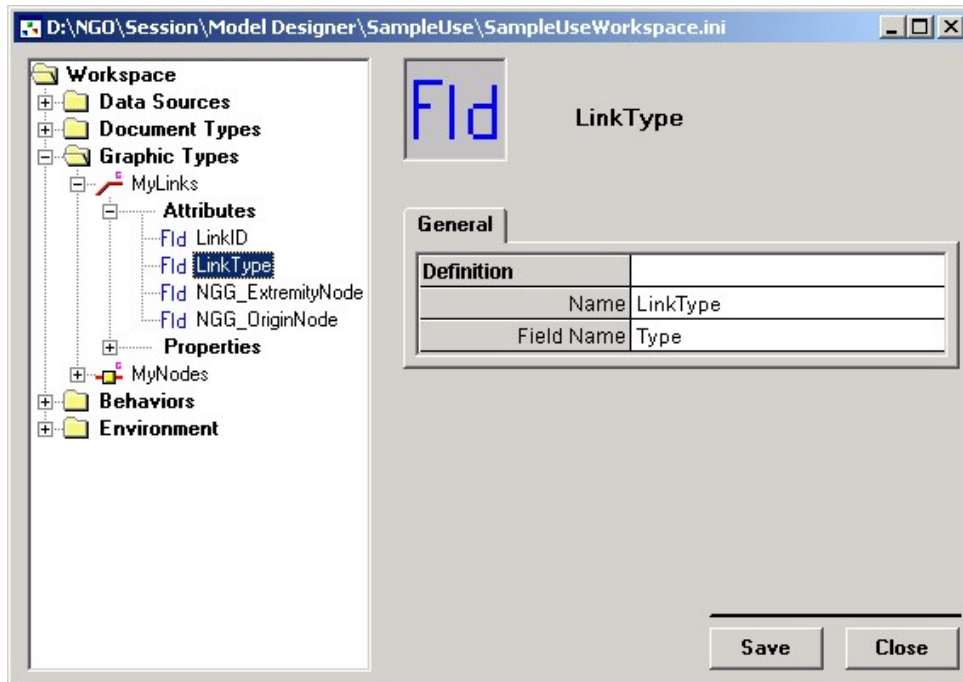 D:\NGO\Session\Model Designer\SampleUse\SampleUseWorkspace.ini
Workspace
Data Sources
Document Types
Graphic Types
MyLinks
Attributes
Fld LinkID
Fld LinkType
Fld NGG_ExtremityNode
Fld NGG_OriginNode
Properties
MyNodes
Behaviors
Environment
Fld
LinkType
General
Definition
Name LinkType
Field Name Type
Save Close